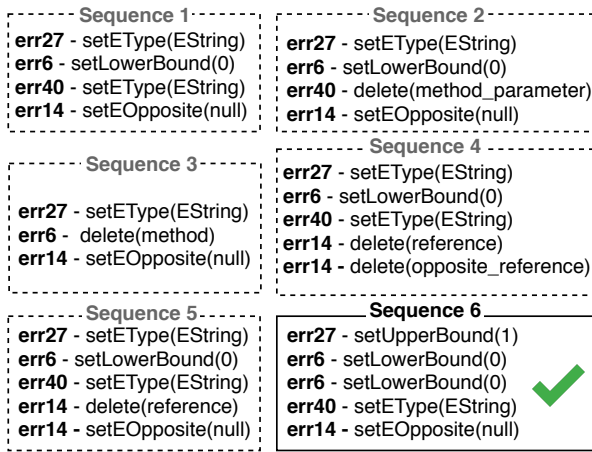 Sequence 1
err27 - setEType(EString)
err6 - setLowerBound(0)
err40 - setEType(EString)
err14 - setEOpposite(null)
Sequence 2
err27 - setEType(EString)
err6 - setLowerBound(0)
err40 - delete(method_parameter)
err14 - setEOpposite(null)
Sequence 3
err27 - setEType(EString)
err6 - delete(method)
err14 - setEOpposite(null)
Sequence 4
err27 - setEType(EString)
err6 - setLowerBound(0)
err40 - setEType(EString)
err14 - delete(reference)
err14 - delete(opposite_reference)
Sequence 5
err27 - setEType(EString)
err6 - setLowerBound(0)
err40 - setEType(EString)
err14 - delete(reference)
err14 - setEOpposite(null)
Sequence 6
err27 - setUpperBound(1)
err6 - setLowerBound(0)
err6 - setLowerBound(0)
err40 - setEType(EString)
err14 - setEOpposite(null)